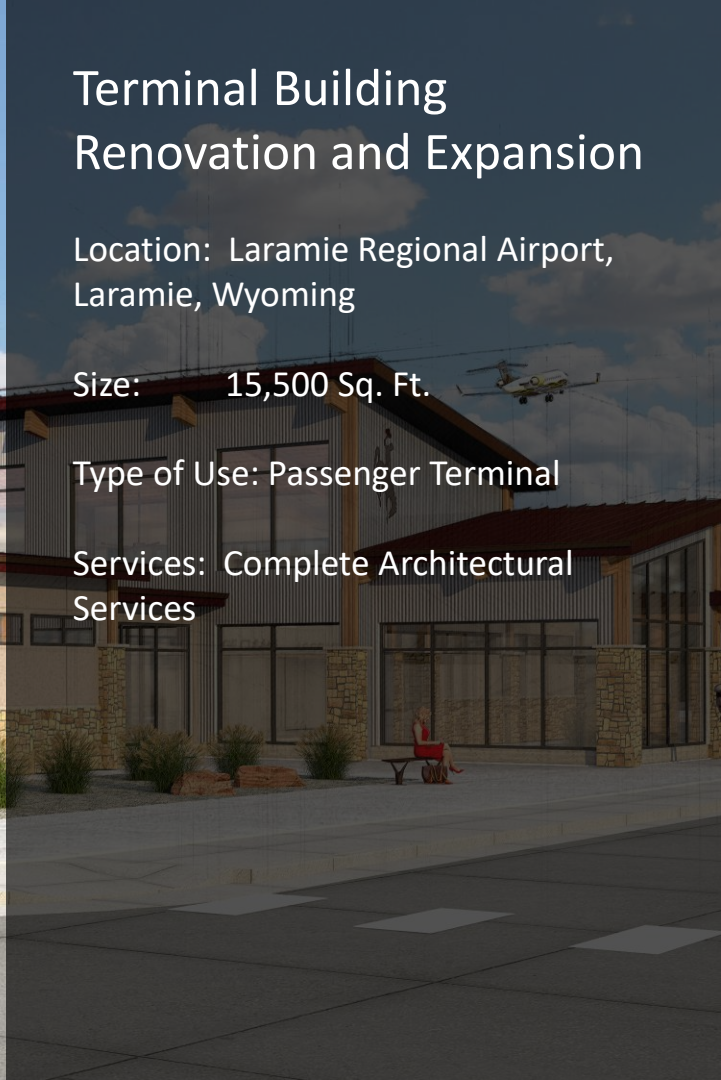 Terminal Building
Renovation and Expansion
Location:  Laramie Regional Airport,
Laramie, Wyoming
Size:          15,500 Sq. Ft.
Type of Use: Passenger Terminal
Services:  Complete Architectural
Services